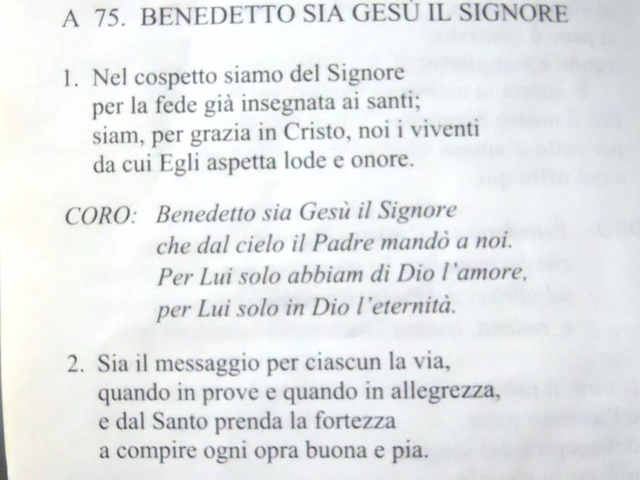 A 75. BENEDETTO SIA GESÙ IL SIGNORE
1. Nel cospetto siamo del Signore
per la fede già insegnata ai santi;
siam, per grazia in Cristo, noi i viventi
da cui Egli aspetta lode e onore.
CORO: Benedetto sia Gesù il Signore
che dal cielo il Padre mandò a noi.
Per Lui solo abbiam di Dio l'amore,
per Lui solo in Dio l'eternità.
2. Sia il messaggio per ciascun la via,
quando in prove e quando in allegrezza,
e dal Santo prenda la fortezza
a compire ogni opra buona e pia.